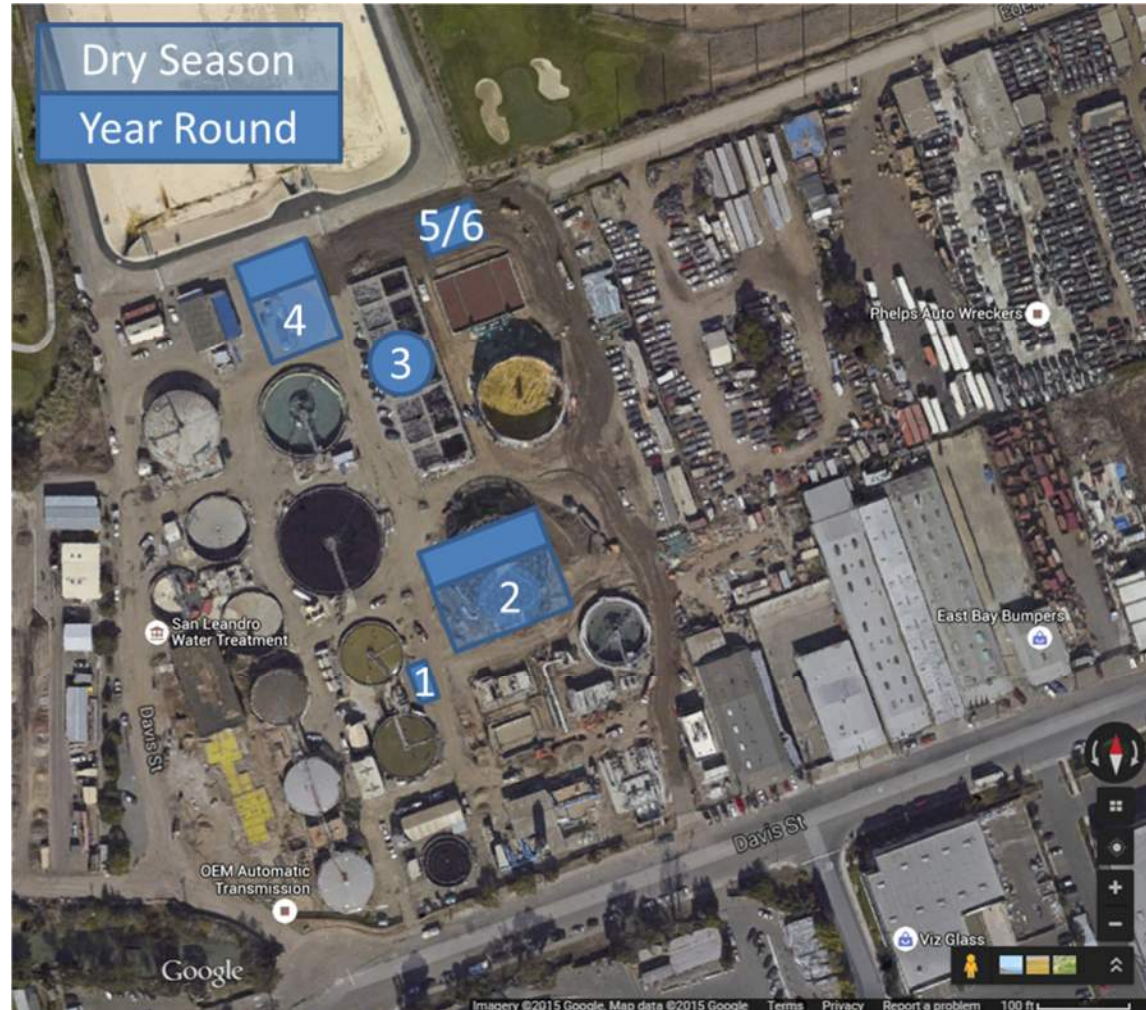 Dry Season
Year Round
5/6
4
3
Phelps Auto Wreckers
2
East Bay Bumpers
San Leandro
Water Treatment
1
Davis St
Davis St
OEM Automatic
Transmission
Viz Glass
Google
Imagery ©2015 Google, Map data ©2015 Google Terms Privacy Report a problem 100 ft